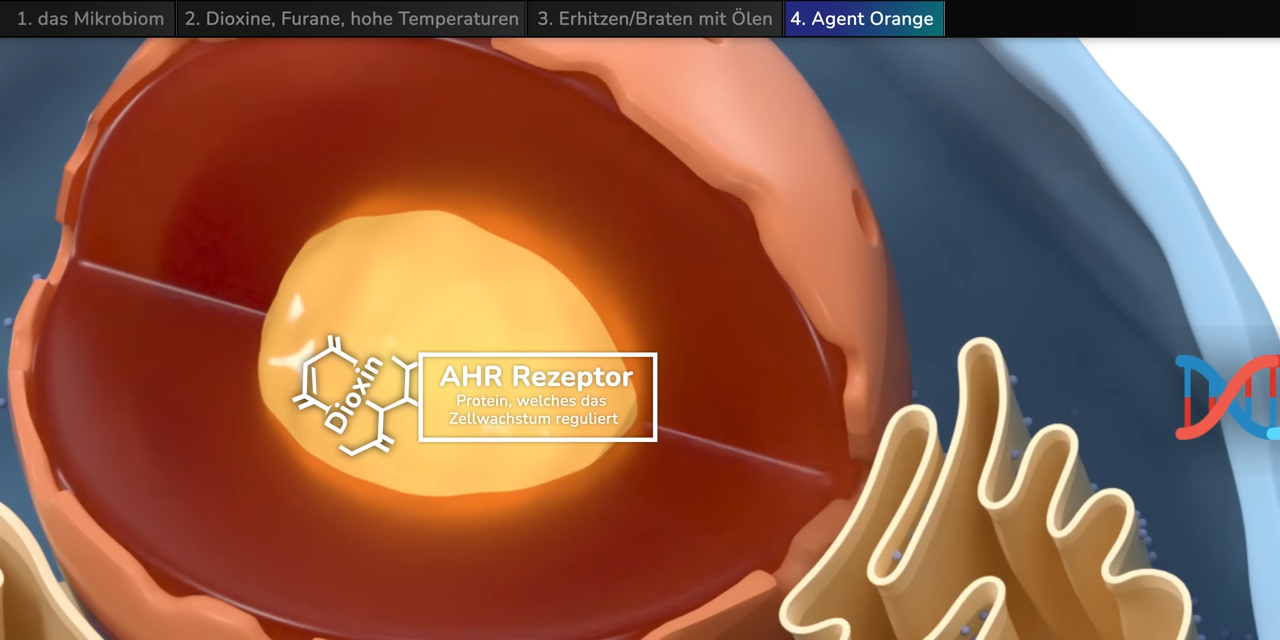 1. das Mikrobiom
2. Dioxine, Furane, hohe Temperaturen
3. Erhitzen/Braten mit Ölen
4. Agent Orange
Dioxin
AHR Rezeptor
Protein, welches das
Zellwachstum reguliert